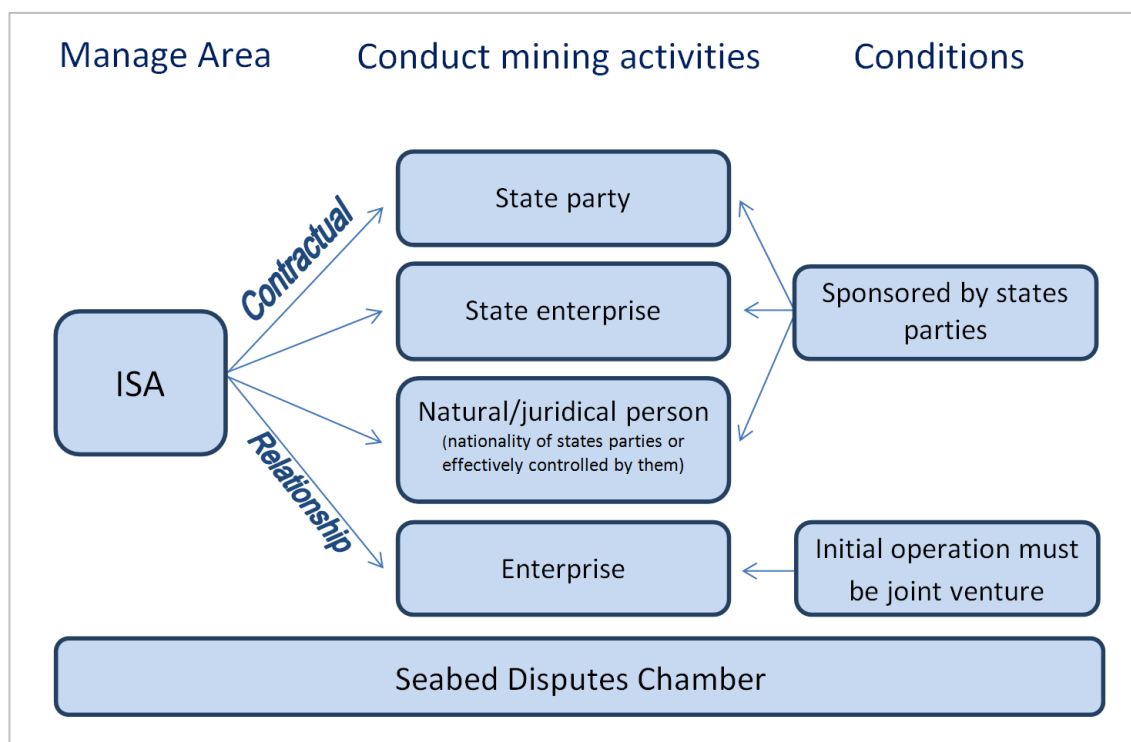 Manage Area
Conduct mining activities
Conditions
Contractual
State party
State enterprise
Sponsored by states
parties
ISA
Natural/juridical person
(nationality of states parties or
effectively controlled by them)
Relationship
Enterprise
Initial operation must
be joint venture
Seabed Disputes Chamber